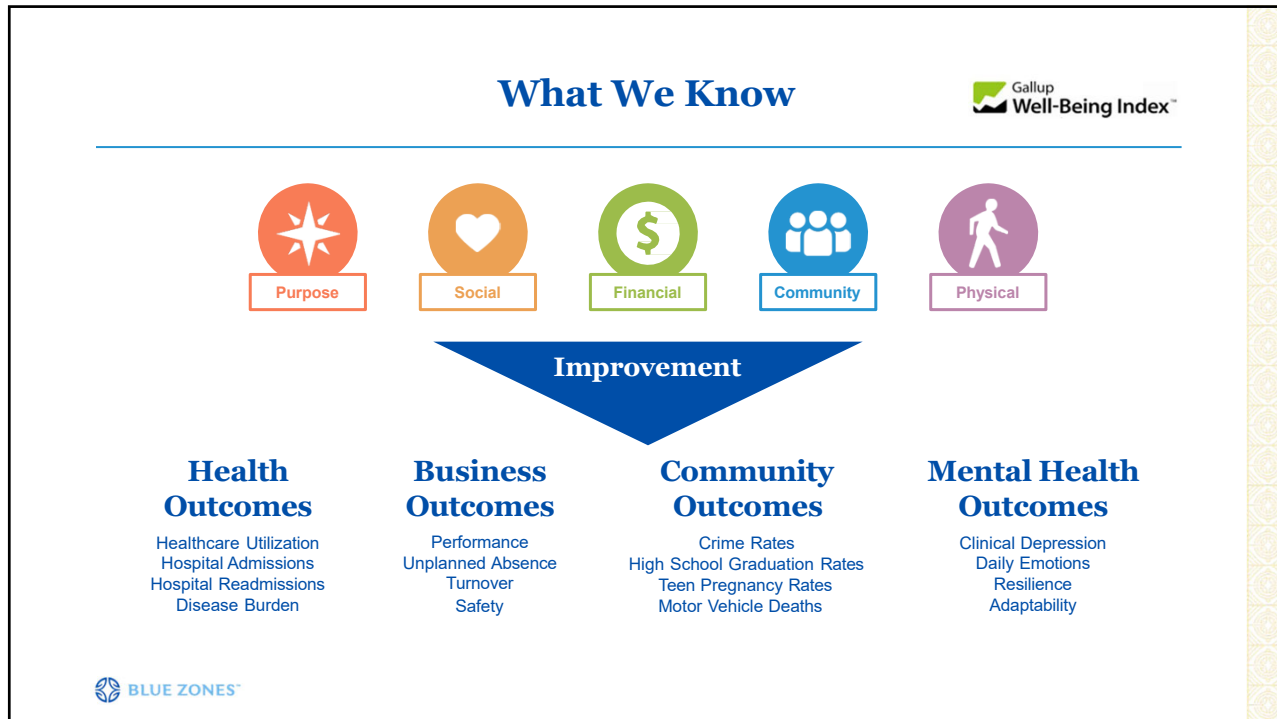 What We Know
Gallup
Well-Being Index™
$
Purpose
Social
Financial
Community
Physical
Improvement
Health
Outcomes
Healthcare Utilization
Hospital Admissions
Hospital Readmissions
Disease Burden
Business
Outcomes
Performance
Unplanned Absence
Turnover
Safety
Community
Outcomes
Crime Rates
High School Graduation Rates
Teen Pregnancy Rates
Motor Vehicle Deaths
Mental Health
Outcomes
Clinical Depression
Daily Emotions
Resilience
Adaptability
BLUE ZONES™